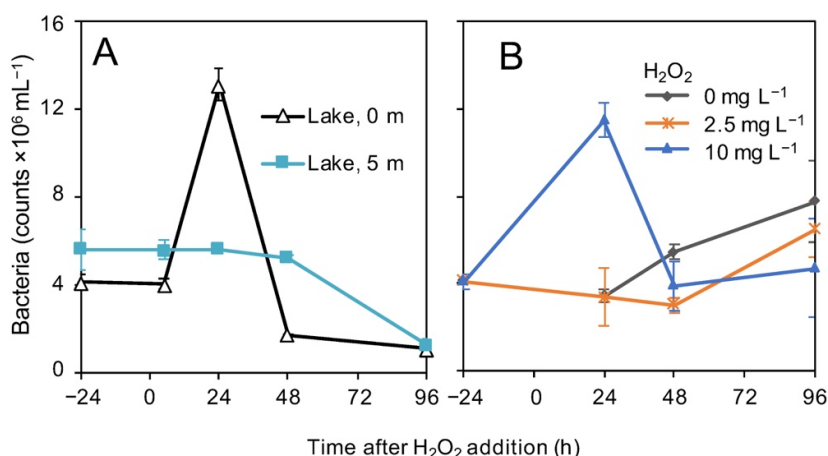 16
12
8
4
0
Bacteria (counts ×10⁶ mL⁻¹)
A
Lake, 0 m
Lake, 5 m
−24 0 24 48 72 96
B
H₂O₂
0 mg L⁻¹
2.5 mg L⁻¹
10 mg L⁻¹
−24 0 24 48 72 96
Time after H₂O₂ addition (h)